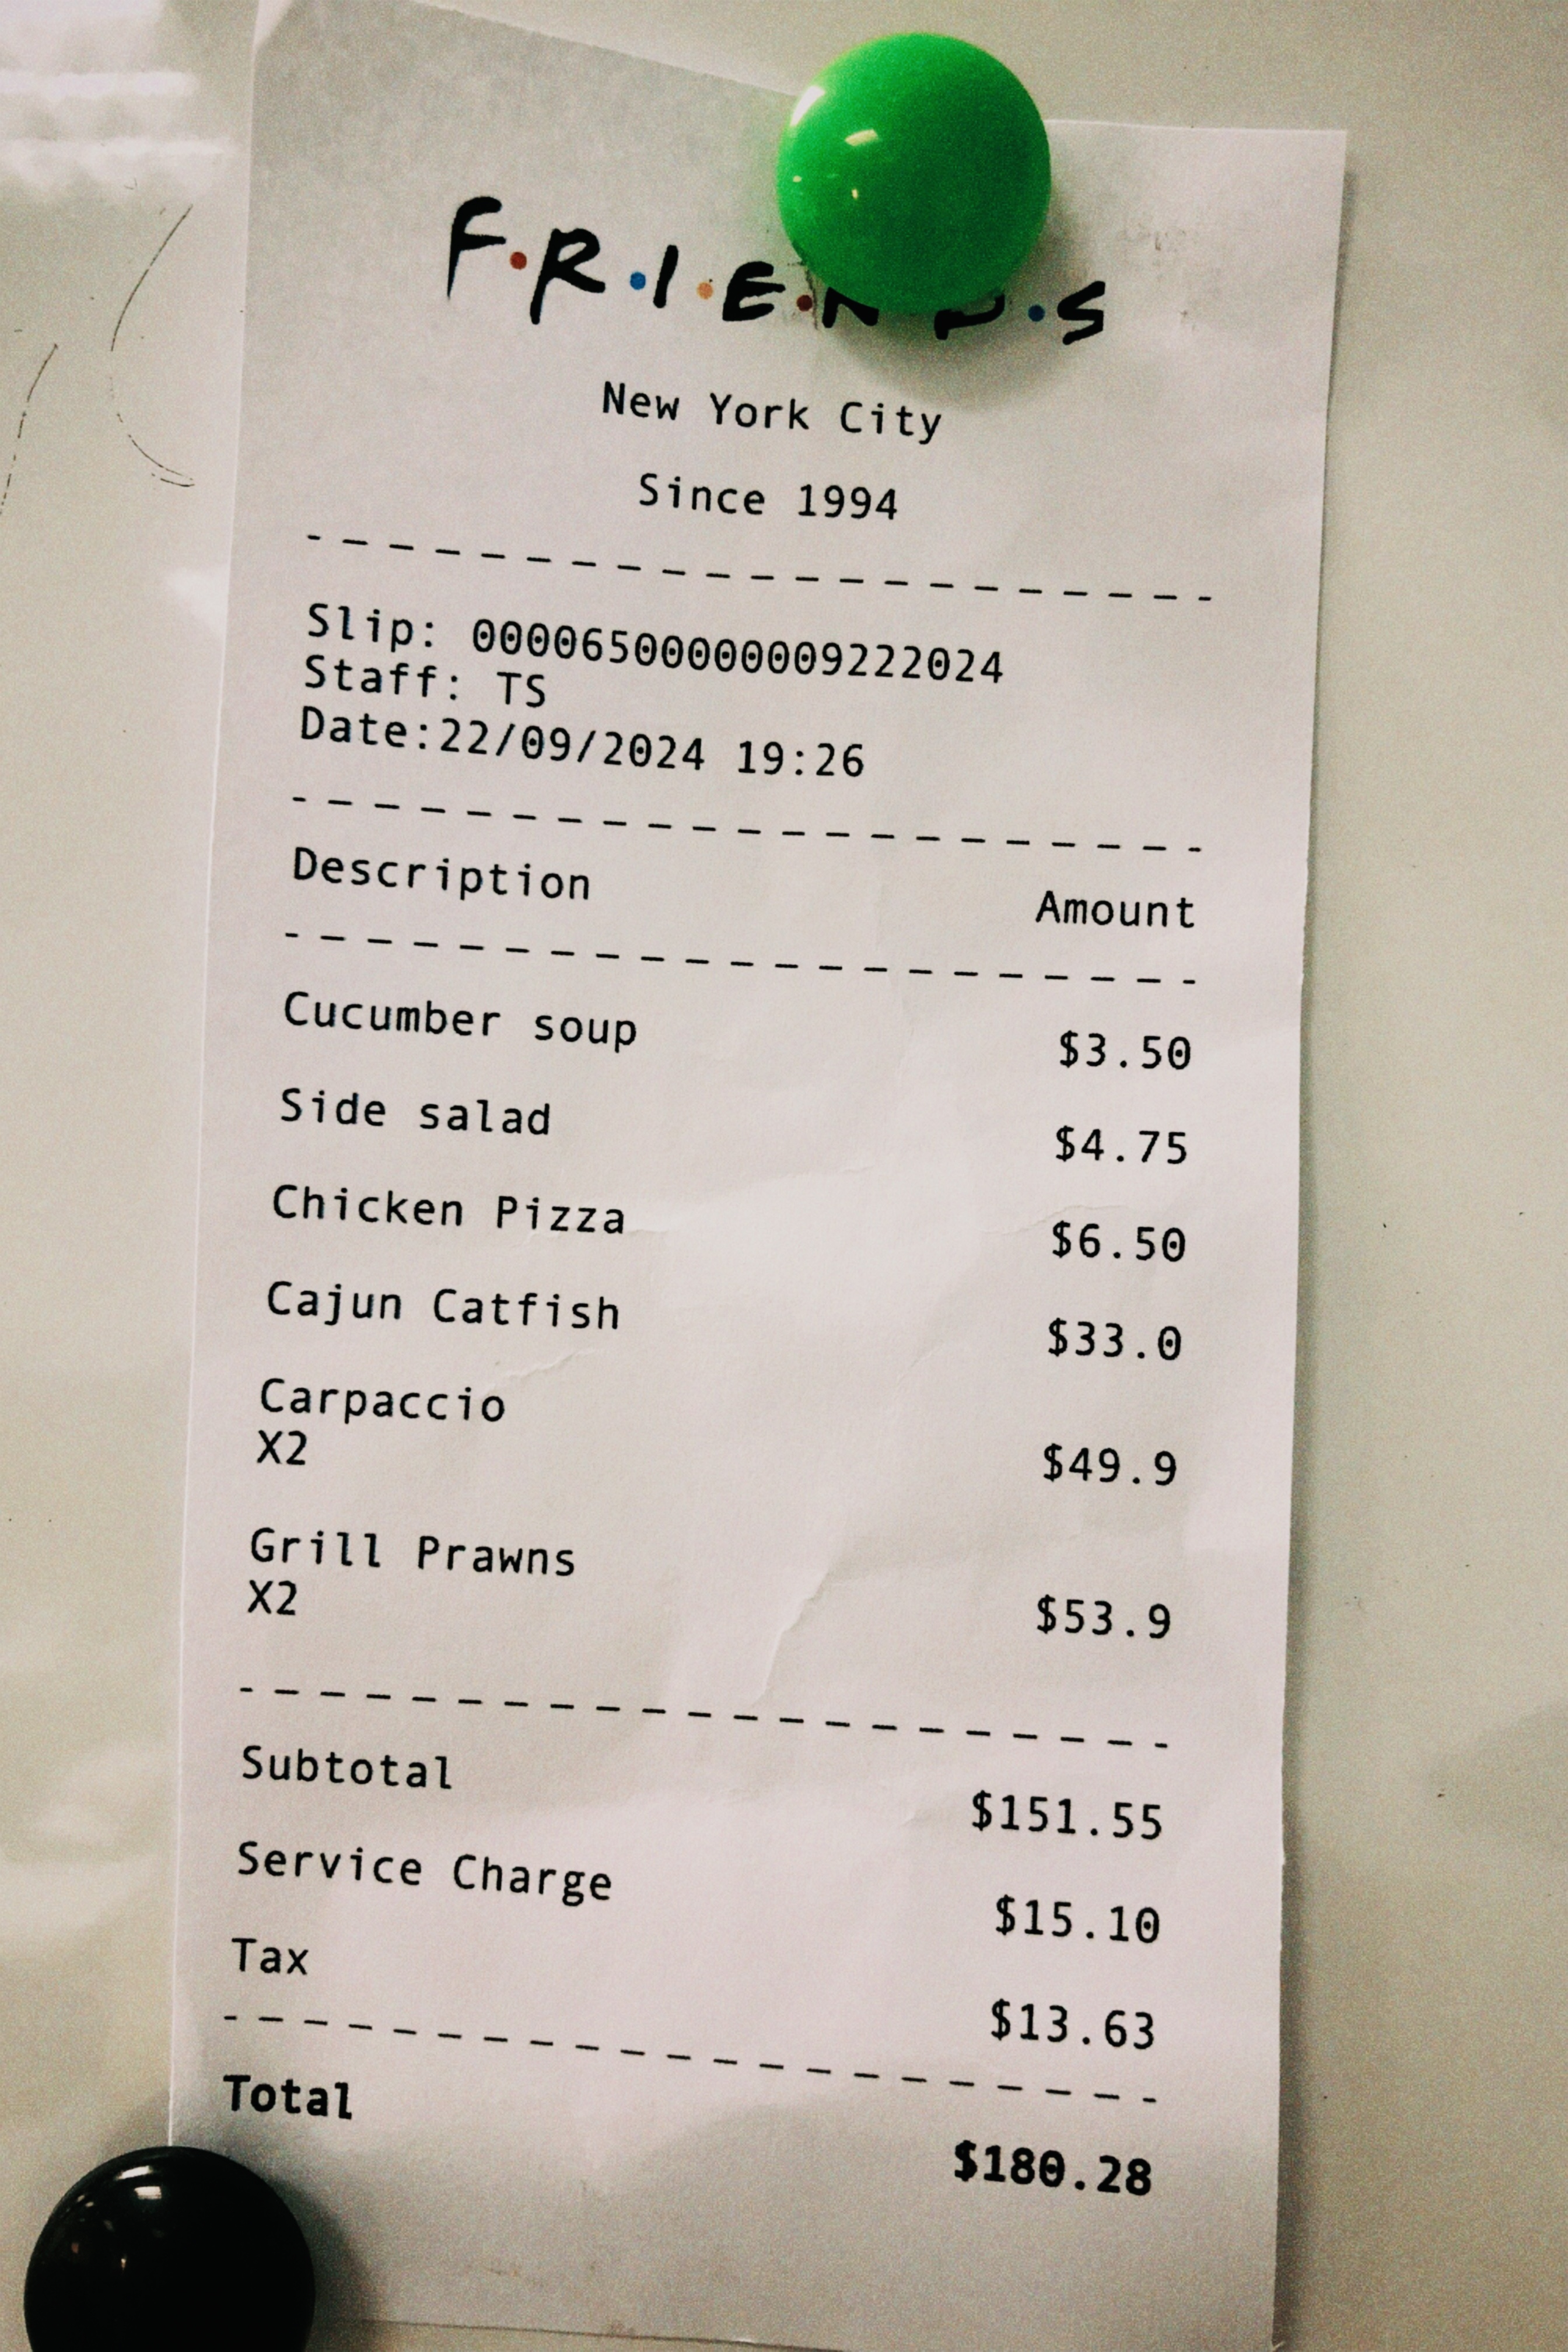 F·R·I·E·N D·S
New York City
Since 1994
Slip: 00006500000009222024
Staff: TS
Date:22/09/2024 19:26
Description Amount
Cucumber soup $3.50
Side salad $4.75
Chicken Pizza $6.50
Cajun Catfish $33.0
Carpaccio
X2 $49.9
Grill Prawns
X2 $53.9
Subtotal $151.55
Service Charge $15.10
Tax $13.63
Total $180.28